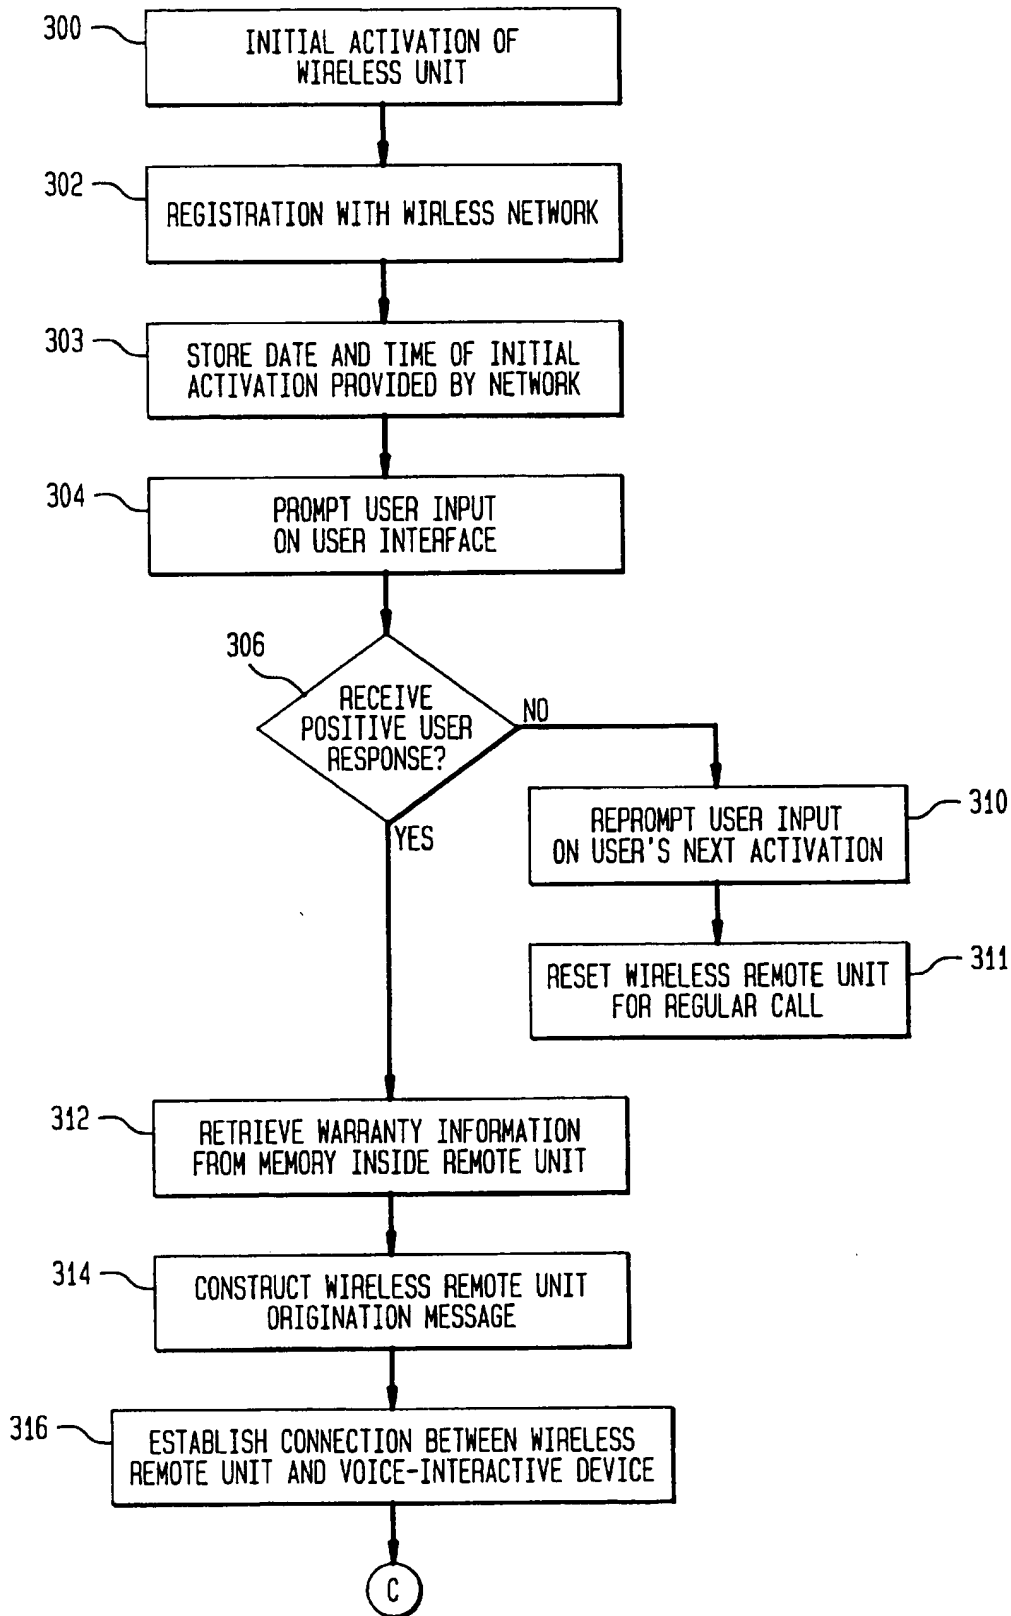 300
INITIAL ACTIVATION OF
WIRELESS UNIT
302
REGISTRATION WITH WIRLESS NETWORK
303
STORE DATE AND TIME OF INITIAL
ACTIVATION PROVIDED BY NETWORK
304
PROMPT USER INPUT
ON USER INTERFACE
306
RECEIVE
POSITIVE USER
RESPONSE?
NO
YES
310
REPROMPT USER INPUT
ON USER'S NEXT ACTIVATION
311
RESET WIRELESS REMOTE UNIT
FOR REGULAR CALL
312
RETRIEVE WARRANTY INFORMATION
FROM MEMORY INSIDE REMOTE UNIT
314
CONSTRUCT WIRELESS REMOTE UNIT
ORIGINATION MESSAGE
316
ESTABLISH CONNECTION BETWEEN WIRELESS
REMOTE UNIT AND VOICE-INTERACTIVE DEVICE
C